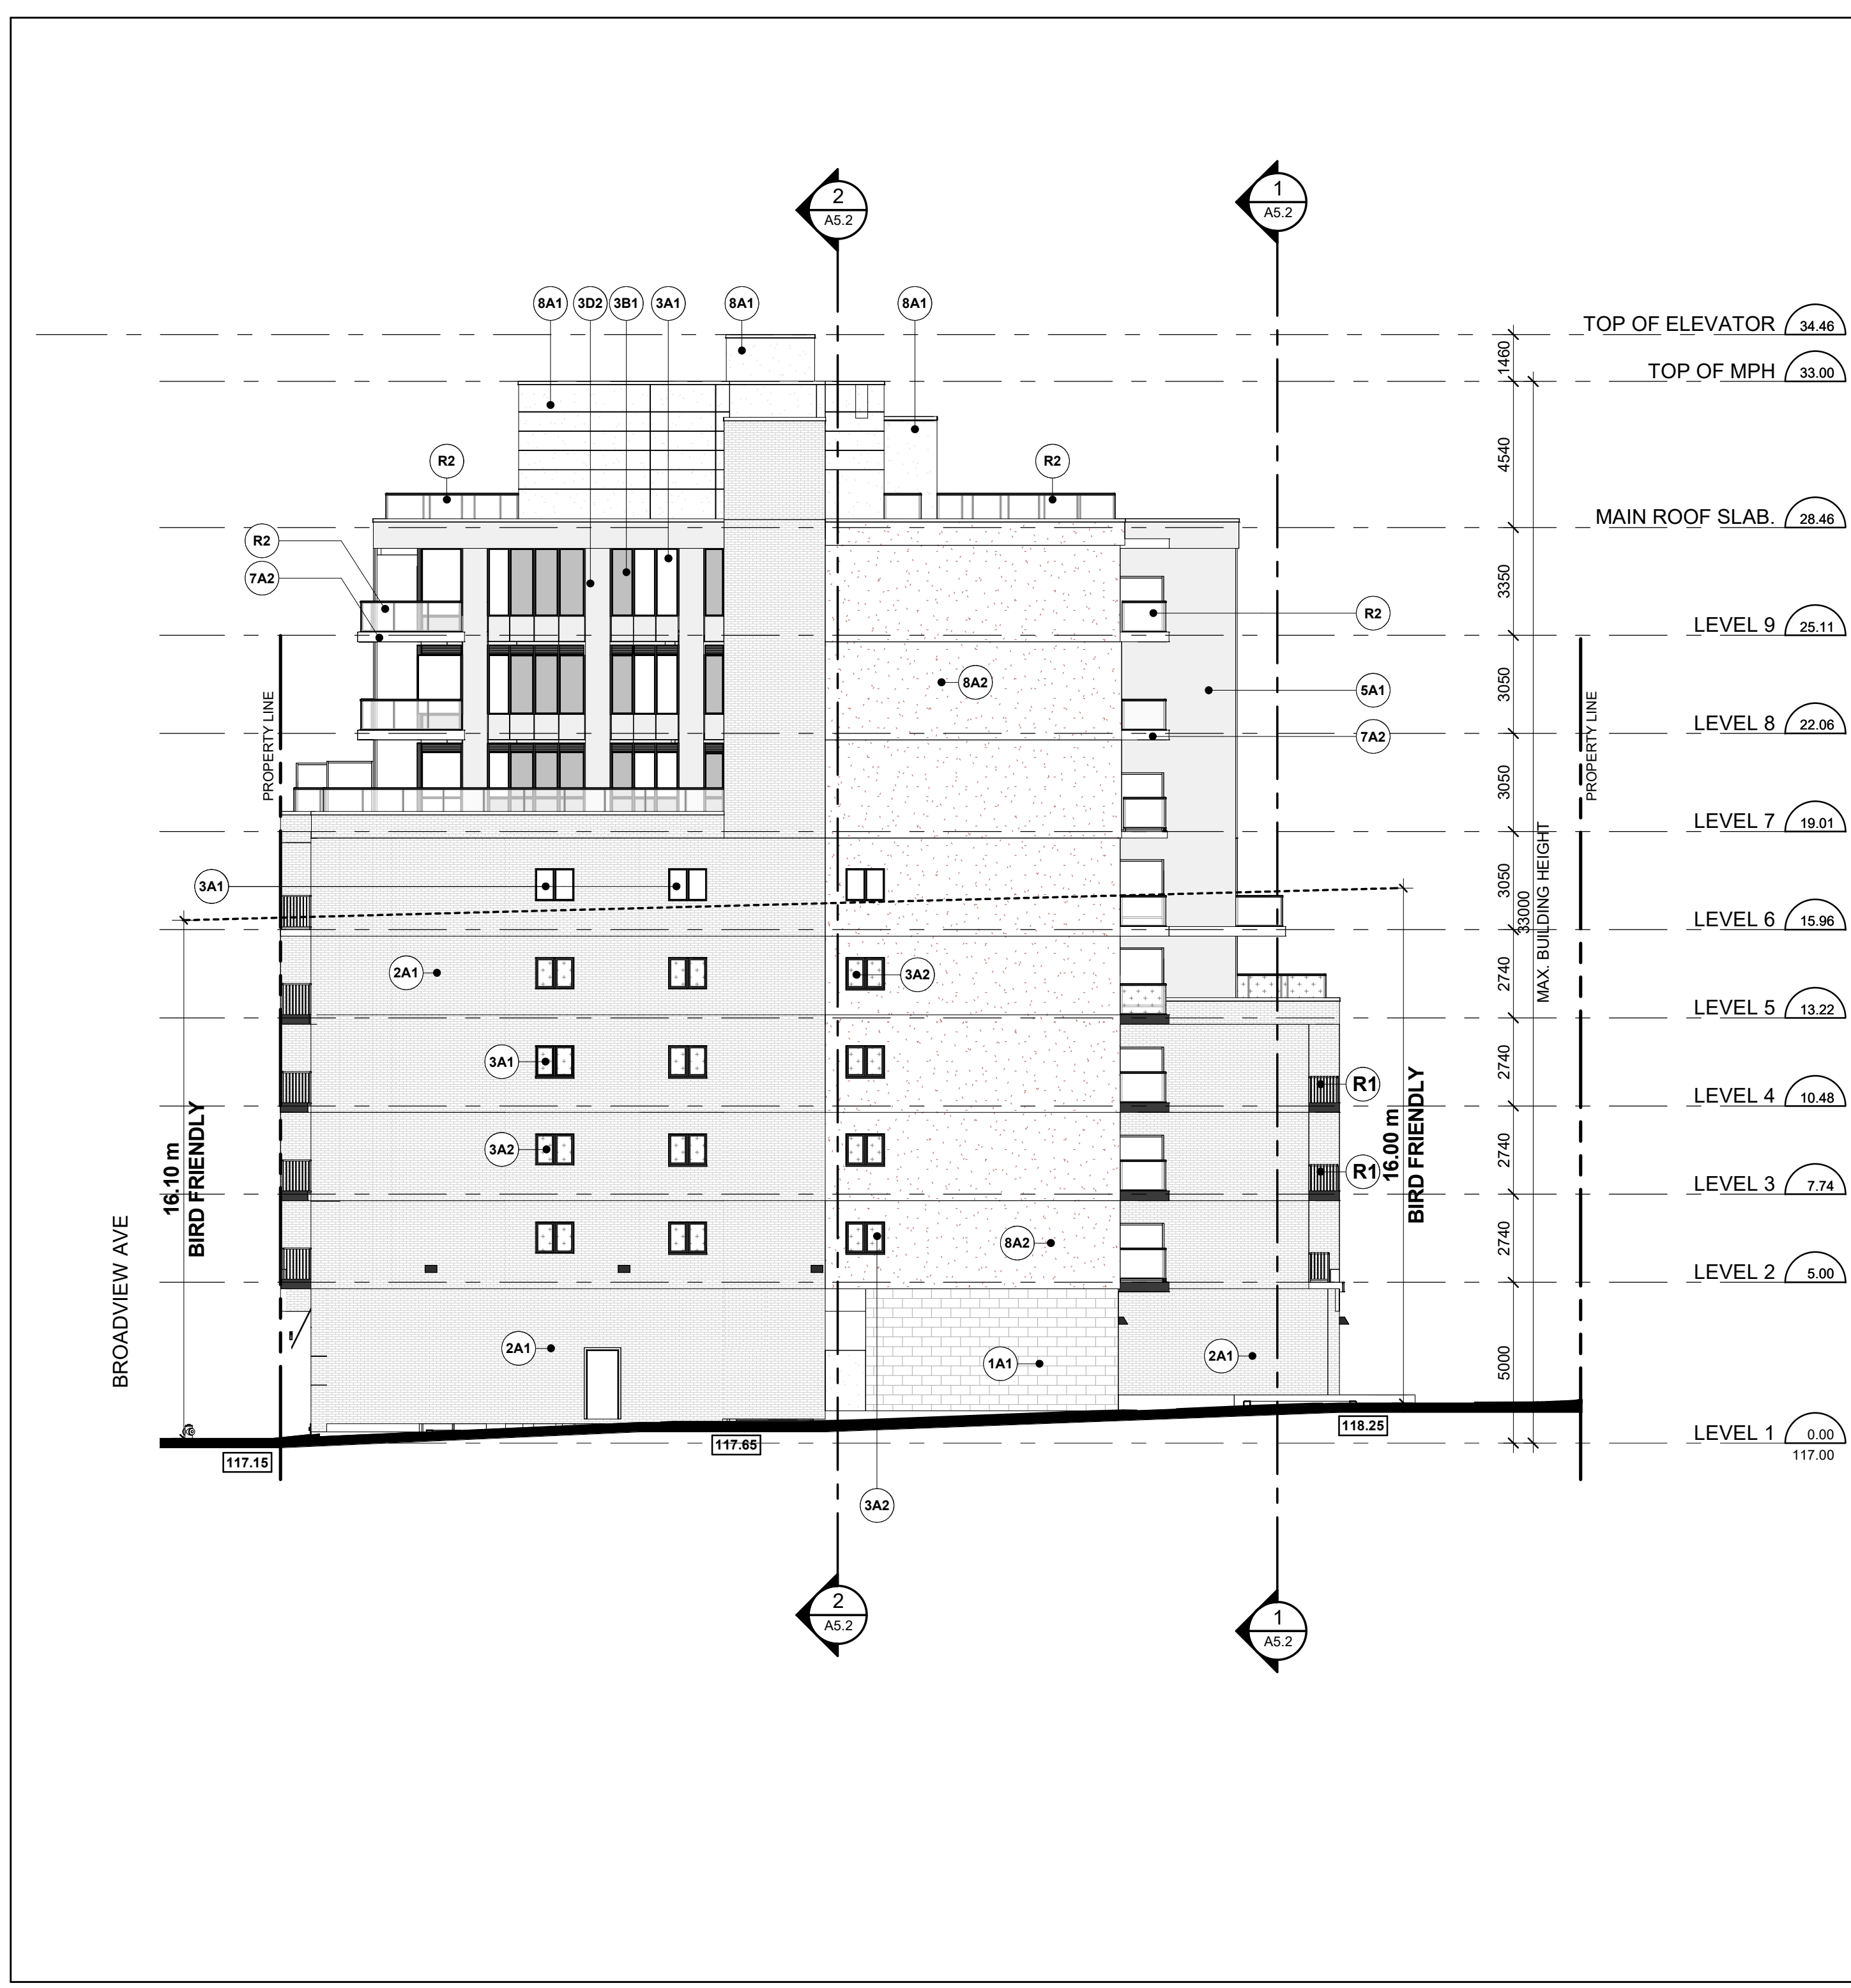 2
A5.2
1
A5.2
8A1
3D2
3B1
3A1
8A1
8A1
TOP OF ELEVATOR 34.46
1460
TOP OF MPH 33.00
4540
R2
R2
MAIN ROOF SLAB. 28.46
R2
7A2
3350
R2
LEVEL 9 25.11
PROPERTY LINE
8A2
5A1
3050
PROPERTY LINE
LEVEL 8 22.06
7A2
3050
LEVEL 7 19.01
3A1
3050
33000
MAX. BUILDING HEIGHT
LEVEL 6 15.96
2A1
3A2
2740
LEVEL 5 13.22
3A1
R1
2740
LEVEL 4 10.48
16.10 m
BIRD FRIENDLY
3A2
R1
16.00 m
BIRD FRIENDLY
2740
LEVEL 3 7.74
8A2
2740
LEVEL 2 5.00
BROADVIEW AVE
2A1
1A1
2A1
5000
117.15
117.65
118.25
LEVEL 1 0.00
117.00
3A2
2
A5.2
1
A5.2